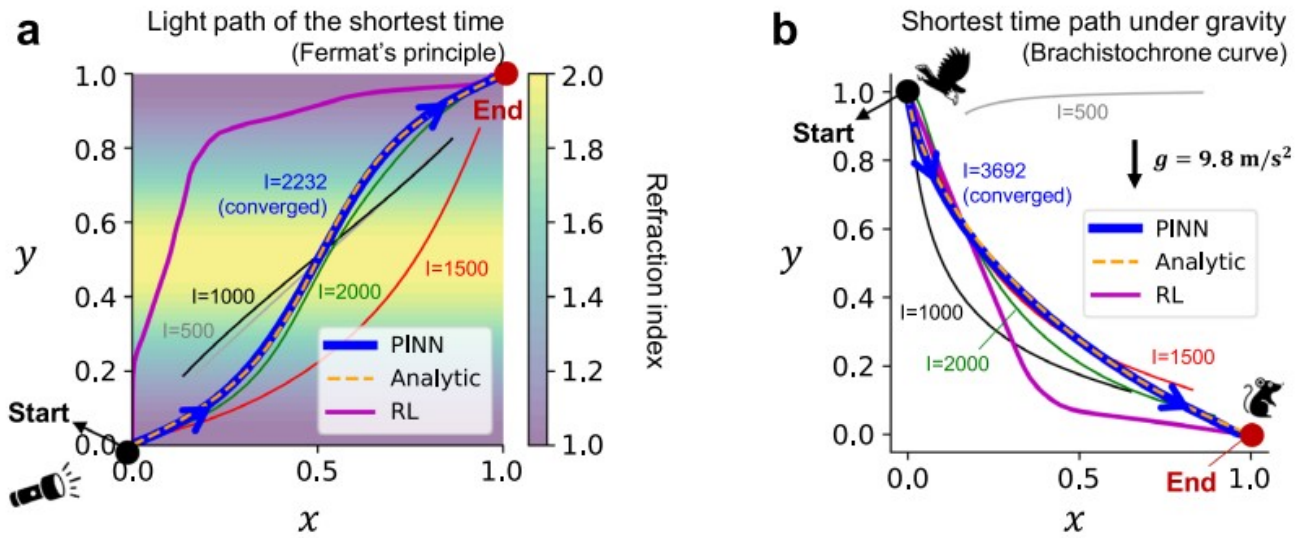 a
Light path of the shortest time
(Fermat's principle)
1.0
0.8
0.6
0.4
0.2
0.0
y
Start
End
I=2232
(converged)
I=1500
I=1000
I=2000
I=500
PINN
Analytic
RL
0.0
0.5
1.0
x
2.0
1.8
1.6
1.4
1.2
1.0
Refraction index
b
Shortest time path under gravity
(Brachistochrone curve)
1.0
0.8
0.6
0.4
0.2
0.0
y
Start
I=500
g = 9.8 m/s²
I=3692
(converged)
PINN
Analytic
RL
I=1000
I=2000
I=1500
End
0.0
0.5
1.0
x